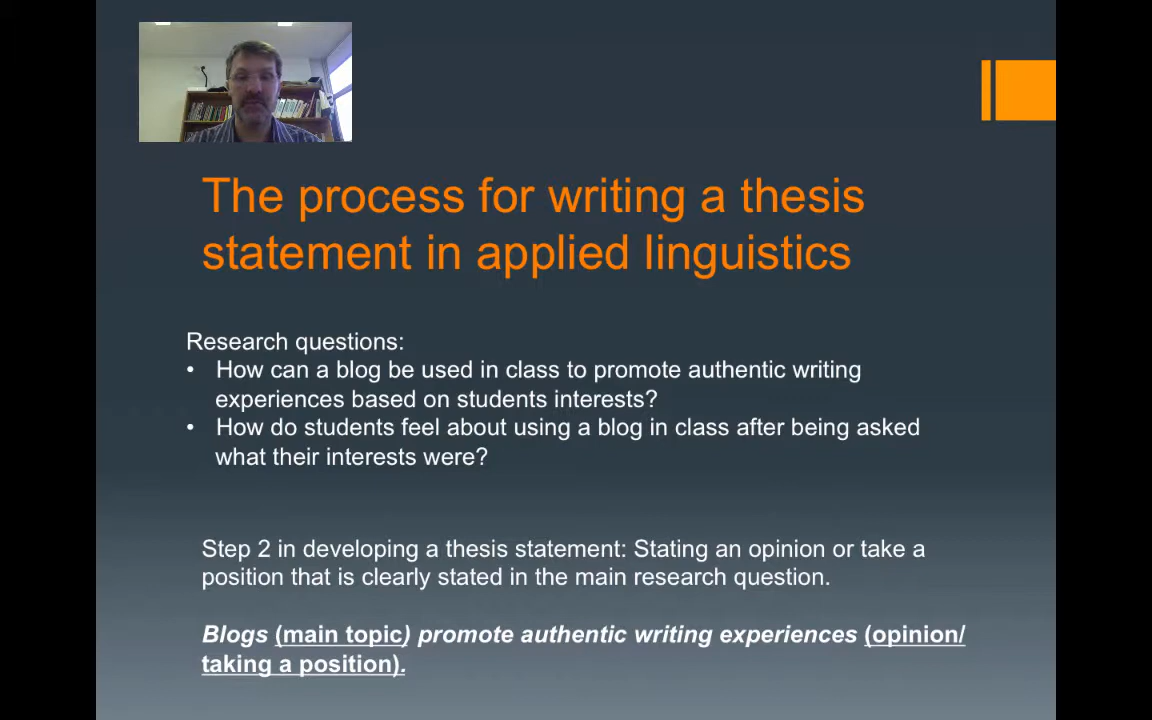 The process for writing a thesis
statement in applied linguistics
Research questions:
• How can a blog be used in class to promote authentic writing
experiences based on students interests?
• How do students feel about using a blog in class after being asked
what their interests were?
Step 2 in developing a thesis statement: Stating an opinion or take a
position that is clearly stated in the main research question.
Blogs (main topic) promote authentic writing experiences (opinion/
taking a position).